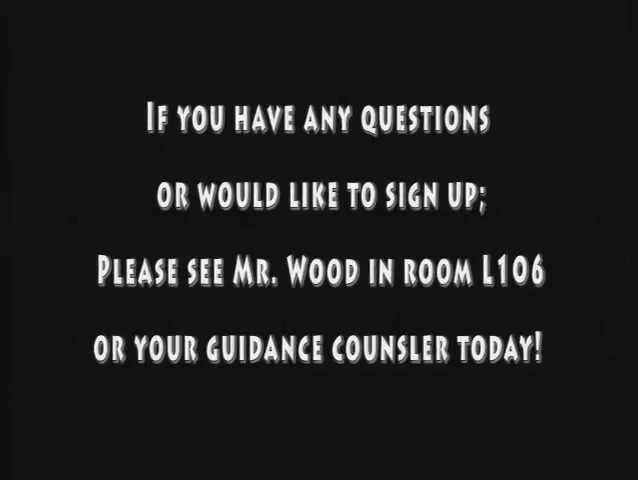 If you have any questions
or would like to sign up;
Please see Mr. Wood in room L106
or your guidance counsler today!